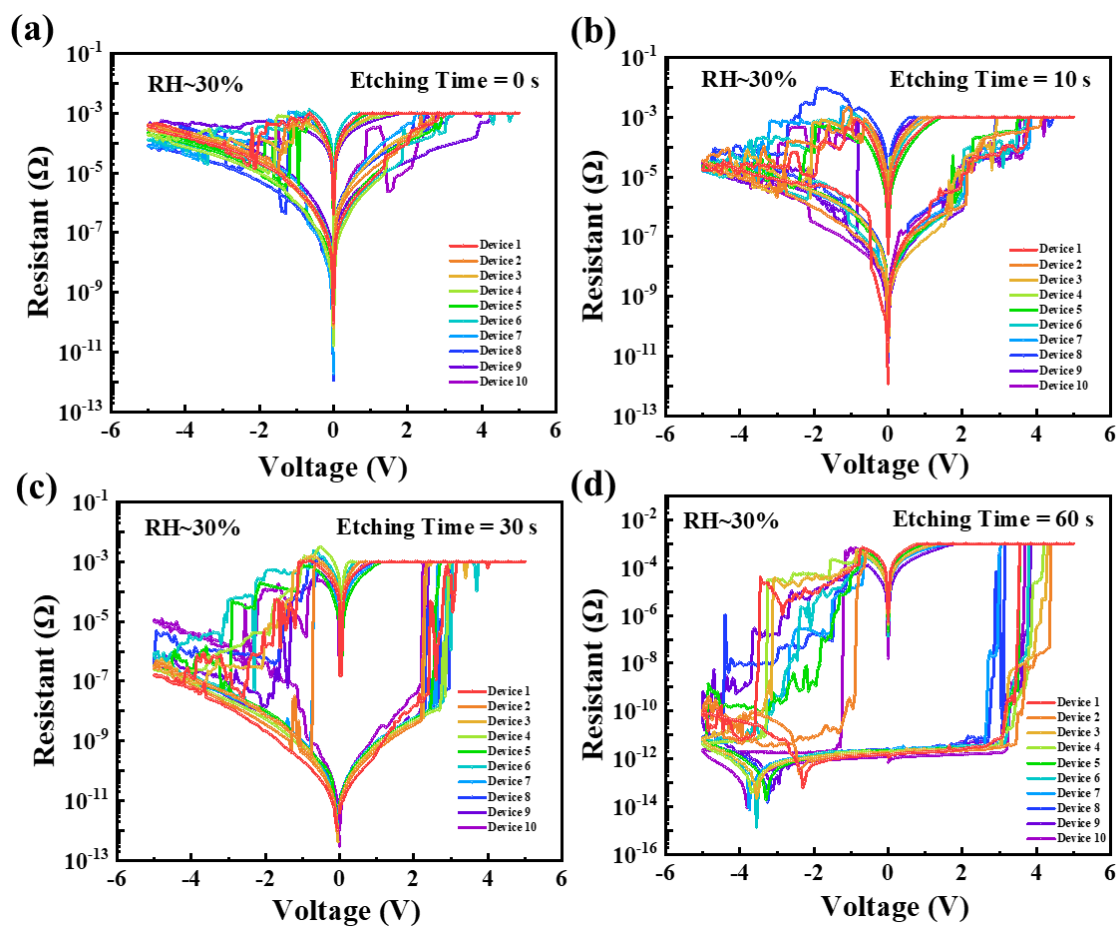 (a)
RH~30%
Etching Time = 0 s
Resistant (Ω)
10-1
10-3
10-5
10-7
10-9
10-11
10-13
Device 1
Device 2
Device 3
Device 4
Device 5
Device 6
Device 7
Device 8
Device 9
Device 10
-6 -4 -2 0 2 4 6
Voltage (V)
(b)
RH~30%
Etching Time = 10 s
Resistant (Ω)
10-1
10-3
10-5
10-7
10-9
10-11
10-13
Device 1
Device 2
Device 3
Device 4
Device 5
Device 6
Device 7
Device 8
Device 9
Device 10
-6 -4 -2 0 2 4 6
Voltage (V)
(c)
RH~30%
Etching Time = 30 s
Resistant (Ω)
10-1
10-3
10-5
10-7
10-9
10-11
10-13
Device 1
Device 2
Device 3
Device 4
Device 5
Device 6
Device 7
Device 8
Device 9
Device 10
-6 -4 -2 0 2 4 6
Voltage (V)
(d)
RH~30%
Etching Time = 60 s
Resistant (Ω)
10-2
10-4
10-6
10-8
10-10
10-12
10-14
10-16
Device 1
Device 2
Device 3
Device 4
Device 5
Device 6
Device 7
Device 8
Device 9
Device 10
-6 -4 -2 0 2 4 6
Voltage (V)